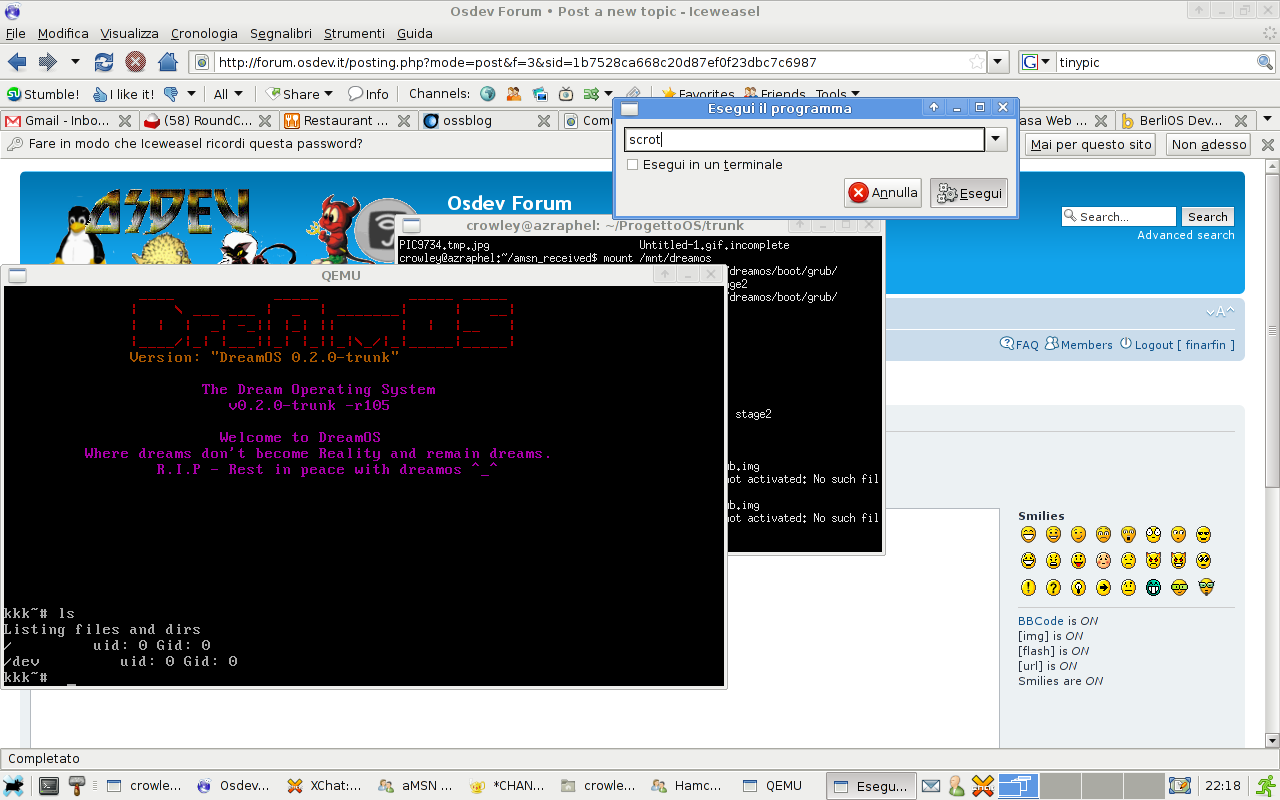 Osdev Forum • Post a new topic - Iceweasel
File Modifica Visualizza Cronologia Segnalibri Strumenti Guida
http://forum.osdev.it/posting.php?mode=post&f=3&sid=1b7528ca668c20d87ef0f23dbc7c6987
tinypic
Stumble! I like it! All Share Info Channels: Favorites Friends Tools
Gmail - Inbo... (58) RoundC... Restaurant ... ossblog Comu asa Web ... BerliOS Dev...
Fare in modo che Iceweasel ricordi questa password?
Mai per questo sito Non adesso
Esegui il programma
scrot
Esegui in un terminale
Annulla Esegui
OSDEV
Osdev Forum
Search... Search
Advanced search
FAQ Members Logout [ finarfin ]
crowley@azraphel: ~/ProgettoOS/trunk
PIC9734.tmp.jpg Untitled-1.gif.incomplete
crowley@azraphel:~/amsn_received$ mount /mnt/dreamos
/dreamos/boot/grub/
ge2
/dreamos/boot/grub/
stage2
ub.img
not activated: No such fil
ub.img
not activated: No such fil
QEMU
DreamOS
Version: "DreamOS 0.2.0-trunk"
The Dream Operating System
v0.2.0-trunk -r105
Welcome to DreamOS
Where dreams don't become Reality and remain dreams.
R.I.P - Rest in peace with dreamos ^_^
kkk~# ls
Listing files and dirs
/ uid: 0 Gid: 0
/dev uid: 0 Gid: 0
kkk~# _
Smilies
BBCode is ON
[img] is ON
[flash] is ON
[url] is ON
Smilies are ON
Completato
crowle... Osdev... XChat:... aMSN ... *CHAN... crowle... Hamc... QEMU Esegu... 22:18